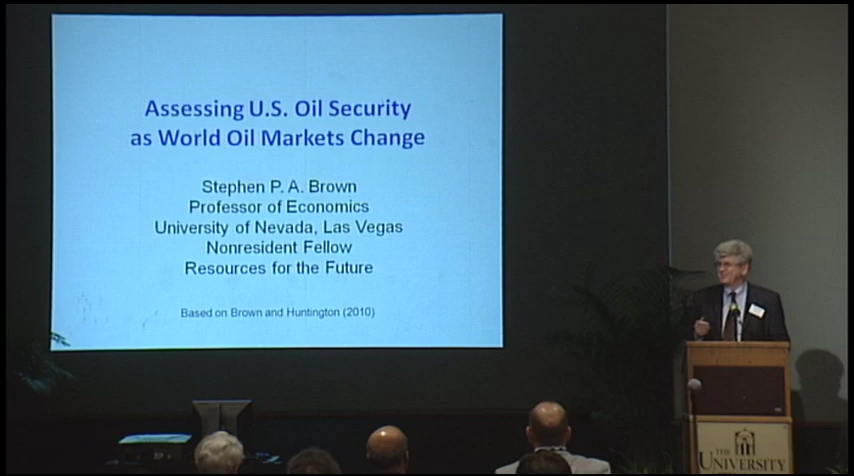 Assessing U.S. Oil Security
as World Oil Markets Change
Stephen P. A. Brown
Professor of Economics
University of Nevada, Las Vegas
Nonresident Fellow
Resources for the Future
Based on Brown and Huntington (2010)
THE
UNIVERSITY